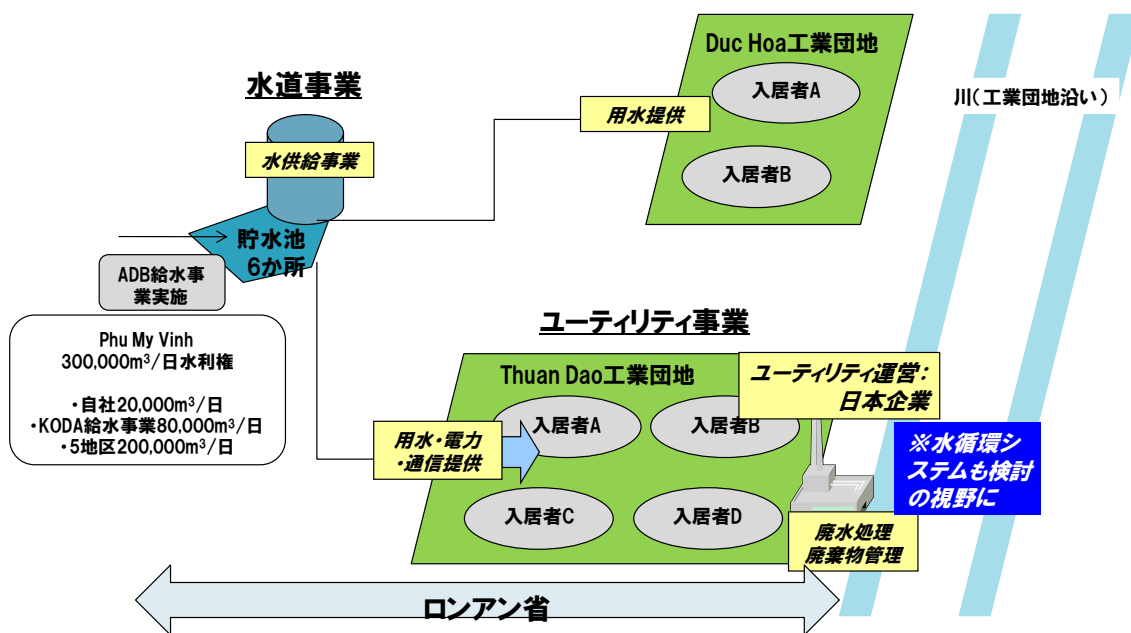 水道事業
水供給事業
貯水池
6か所
ADB給水事
業実施
Phu My Vinh
300,000m³/日水利権
・自社20,000m³/日
・KODA給水事業80,000m³/日
・5地区200,000m³/日
Duc Hoa工業団地
入居者A
用水提供
入居者B
川(工業団地沿い)
ユーティリティ事業
Thuan Dao工業団地
ユーティリティ運営:
日本企業
入居者A
入居者B
用水・電力
・通信提供
※水循環シ
ステムも検討
の視野に
入居者C
入居者D
廃水処理
廃棄物管理
ロンアン省